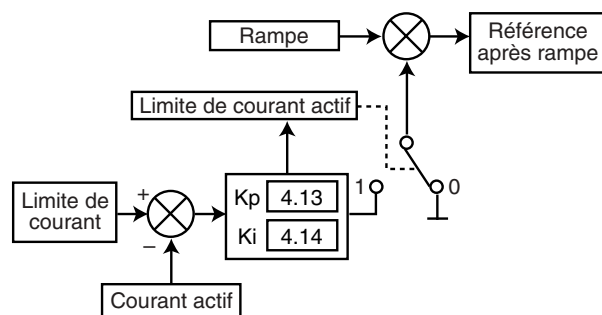 Rampe
Référence
après rampe
Limite de courant actif
Limite de
courant
+
–
Kp 4.13
Ki 4.14
1
0
Courant actif